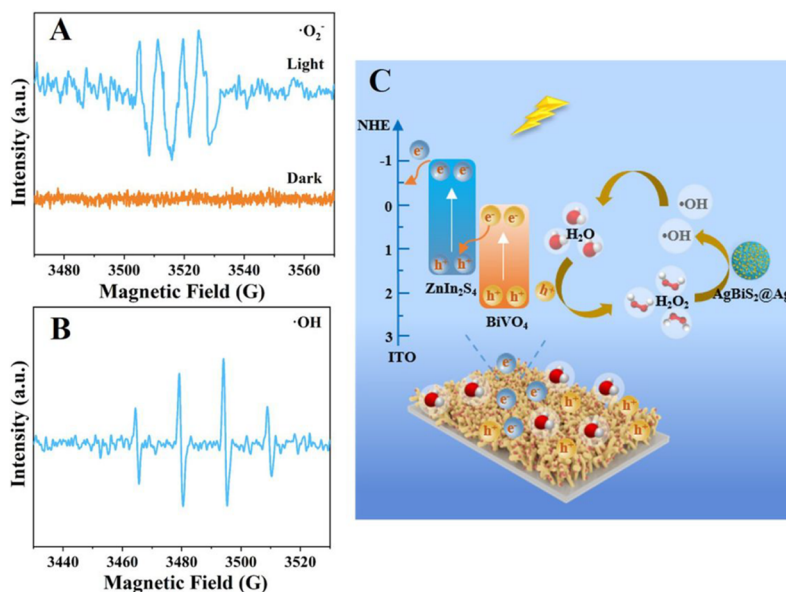 A
·O₂⁻
Light
Dark
Intensity (a.u.)
3480 3500 3520 3540 3560
Magnetic Field (G)
B
·OH
Intensity (a.u.)
3440 3460 3480 3500 3520
Magnetic Field (G)
C
NHE
-1
0
1
2
3
ITO
e⁻
e⁻ e⁻
h⁺ h⁺
ZnIn₂S₄
e⁻ e⁻
h⁺ h⁺
BiVO₄
h⁺
H₂O
•OH
•OH
H₂O₂
AgBiS₂@Ag
e⁻
e⁻
e⁻
e⁻
e⁻
h⁺
h⁺
h⁺
h⁺
h⁺